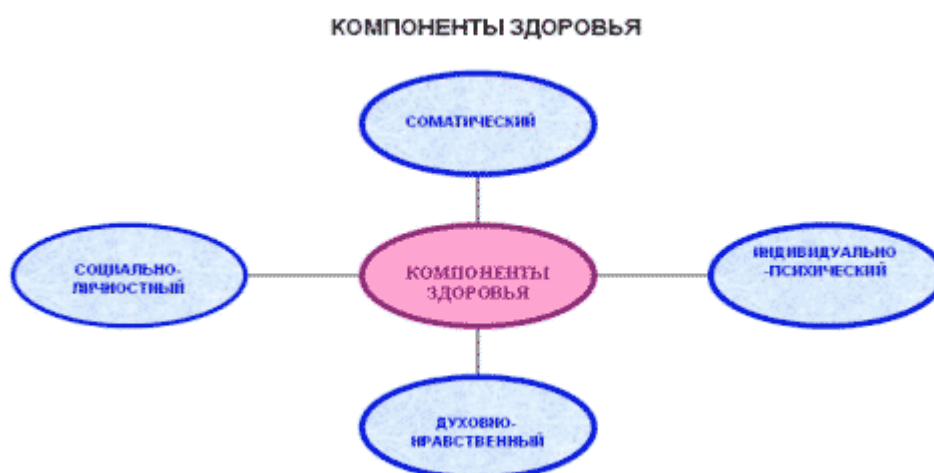 КОМПОНЕНТЫ ЗДОРОВЬЯ
СОМАТИЧЕСКИЙ
СОЦИАЛЬНО-
ЛИЧНОСТНЫЙ
КОМПОНЕНТЫ
ЗДОРОВЬЯ
ИНДИВИДУАЛЬНО
-ПСИХИЧЕСКИЙ
ДУХОВНО-
НРАВСТВЕННЫЙ